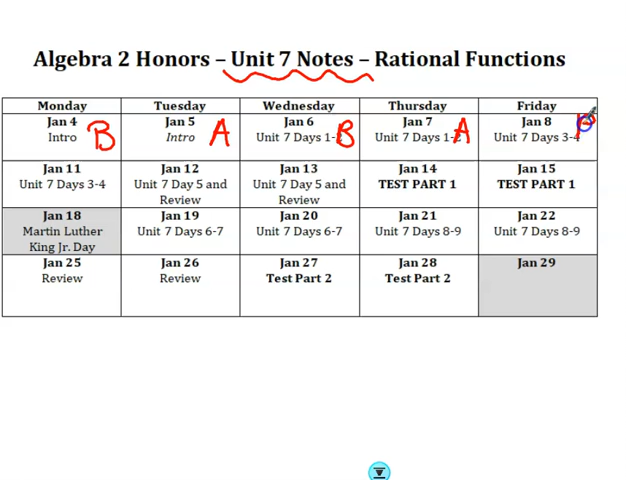 Algebra 2 Honors – Unit 7 Notes – Rational Functions
Monday Tuesday Wednesday Thursday Friday
Jan 4 Jan 5 Jan 6 Jan 7 Jan 8
Intro B Intro A Unit 7 Days 1-2 B Unit 7 Days 1-2 A Unit 7 Days 3-4
Jan 11 Jan 12 Jan 13 Jan 14 Jan 15
Unit 7 Days 3-4 Unit 7 Day 5 and Unit 7 Day 5 and TEST PART 1 TEST PART 1
Review Review
Jan 18 Jan 19 Jan 20 Jan 21 Jan 22
Martin Luther Unit 7 Days 6-7 Unit 7 Days 6-7 Unit 7 Days 8-9 Unit 7 Days 8-9
King Jr. Day
Jan 25 Jan 26 Jan 27 Jan 28 Jan 29
Review Review Test Part 2 Test Part 2